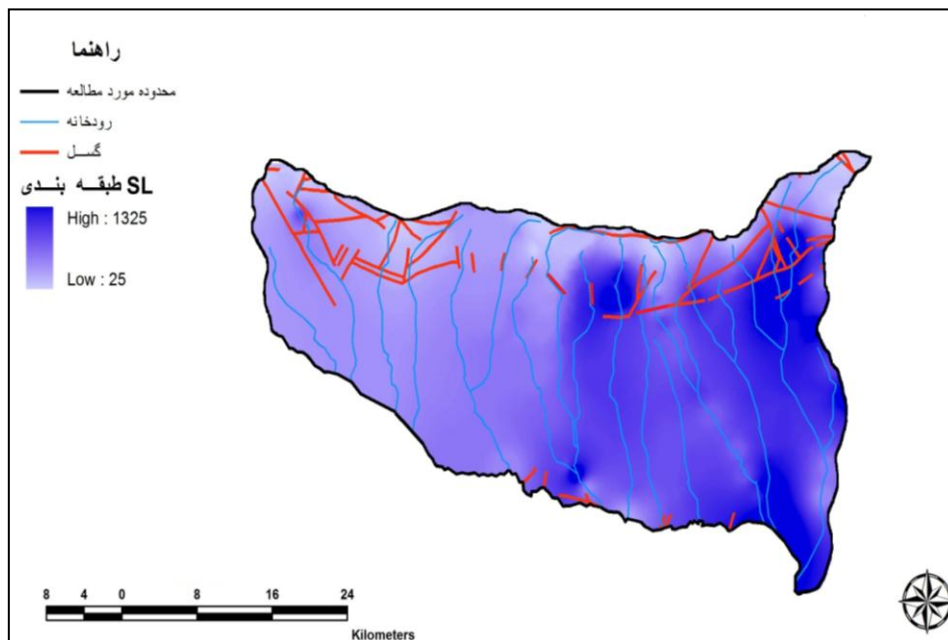 راهنما
محدوده مورد مطالعه
رودخانه
گسل
طبقه بندی SL
High : 1325
Low : 25
8 4 0 8 16 24
Kilometers